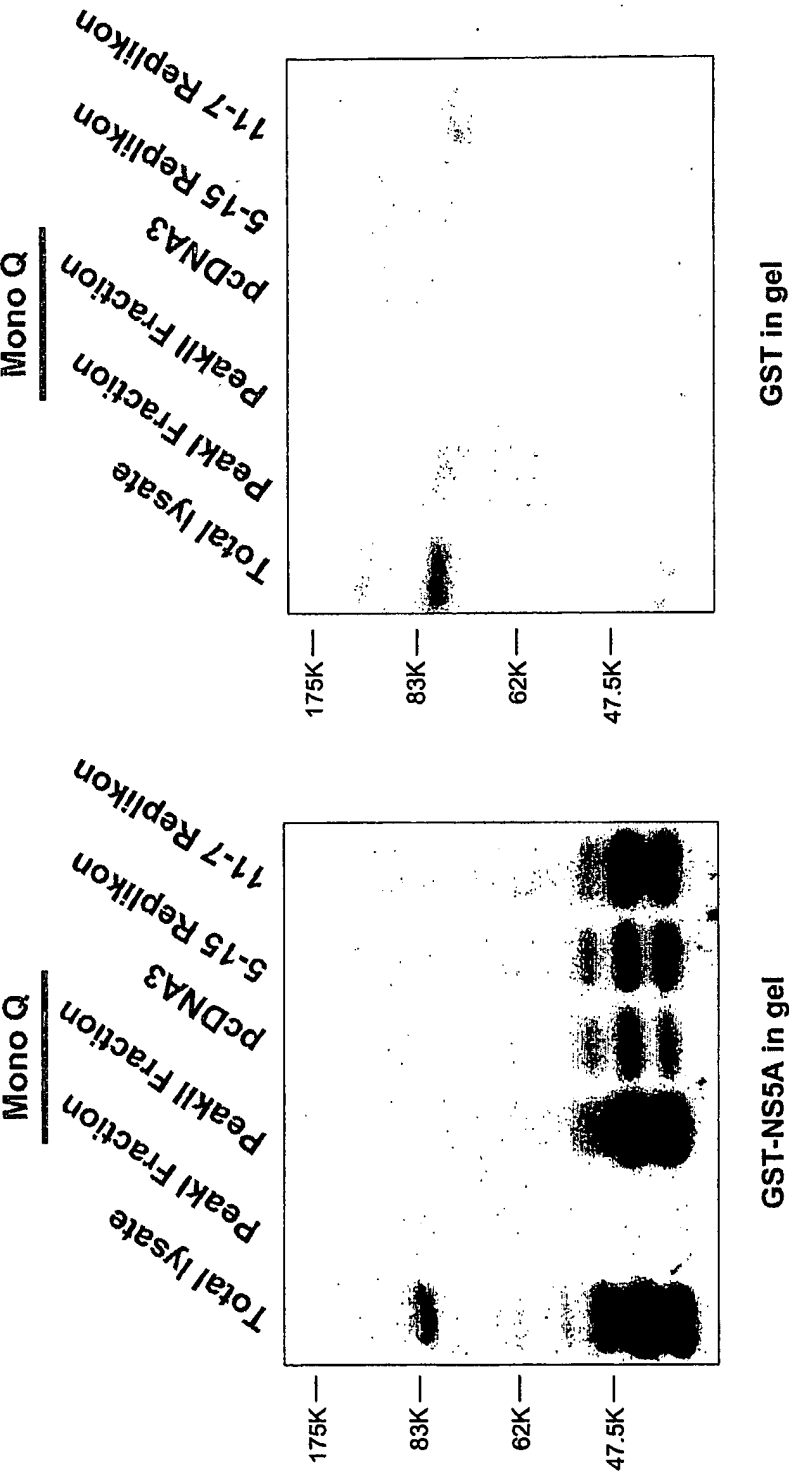 Mono Q
Total lysate
PeakI Fraction
PeakII Fraction
pcDNA3
5-15 Replikon
11-7 Replikon
175K
83K
62K
47.5K
GST-NS5A in gel
Mono Q
Total lysate
PeakI Fraction
PeakII Fraction
pcDNA3
5-15 Replikon
11-7 Replikon
175K
83K
62K
47.5K
GST in gel